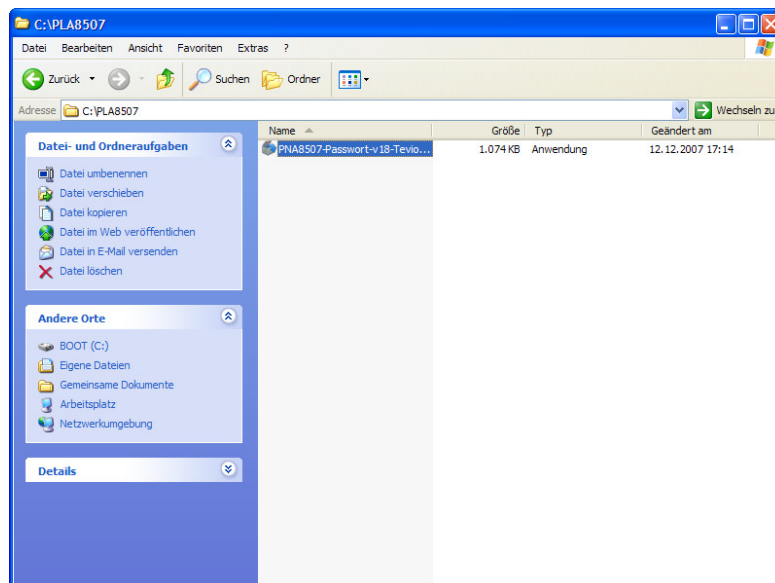 C:\PLA8507
Datei Bearbeiten Ansicht Favoriten Extras ?
Zurück Suchen Ordner
Adresse C:\PLA8507 Wechseln zu
Name Größe Typ Geändert am
PNA8507-Passwort-v18-Tevio... 1.074 KB Anwendung 12.12.2007 17:14
Datei- und Ordneraufgaben
Datei umbenennen
Datei verschieben
Datei kopieren
Datei im Web veröffentlichen
Datei in E-Mail versenden
Datei löschen
Andere Orte
BOOT (C:)
Eigene Dateien
Gemeinsame Dokumente
Arbeitsplatz
Netzwerkumgebung
Details